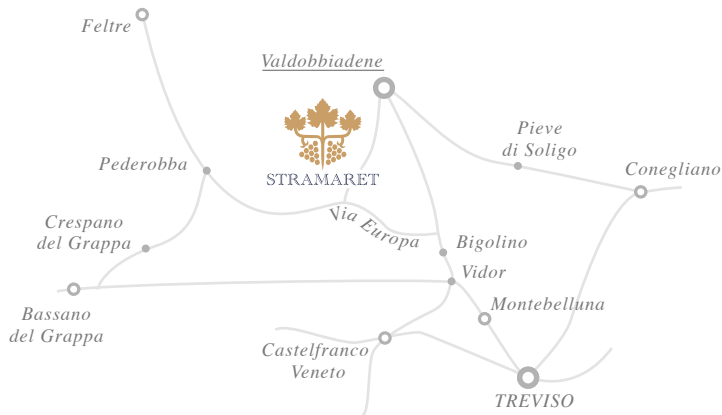 Feltre
Valdobbiadene
Pieve
di Soligo
Pederobba
Conegliano
STRAMARET
Crespano
del Grappa
Via Europa
Bigolino
Vidor
Bassano
del Grappa
Montebelluna
Castelfranco
Veneto
TREVISO